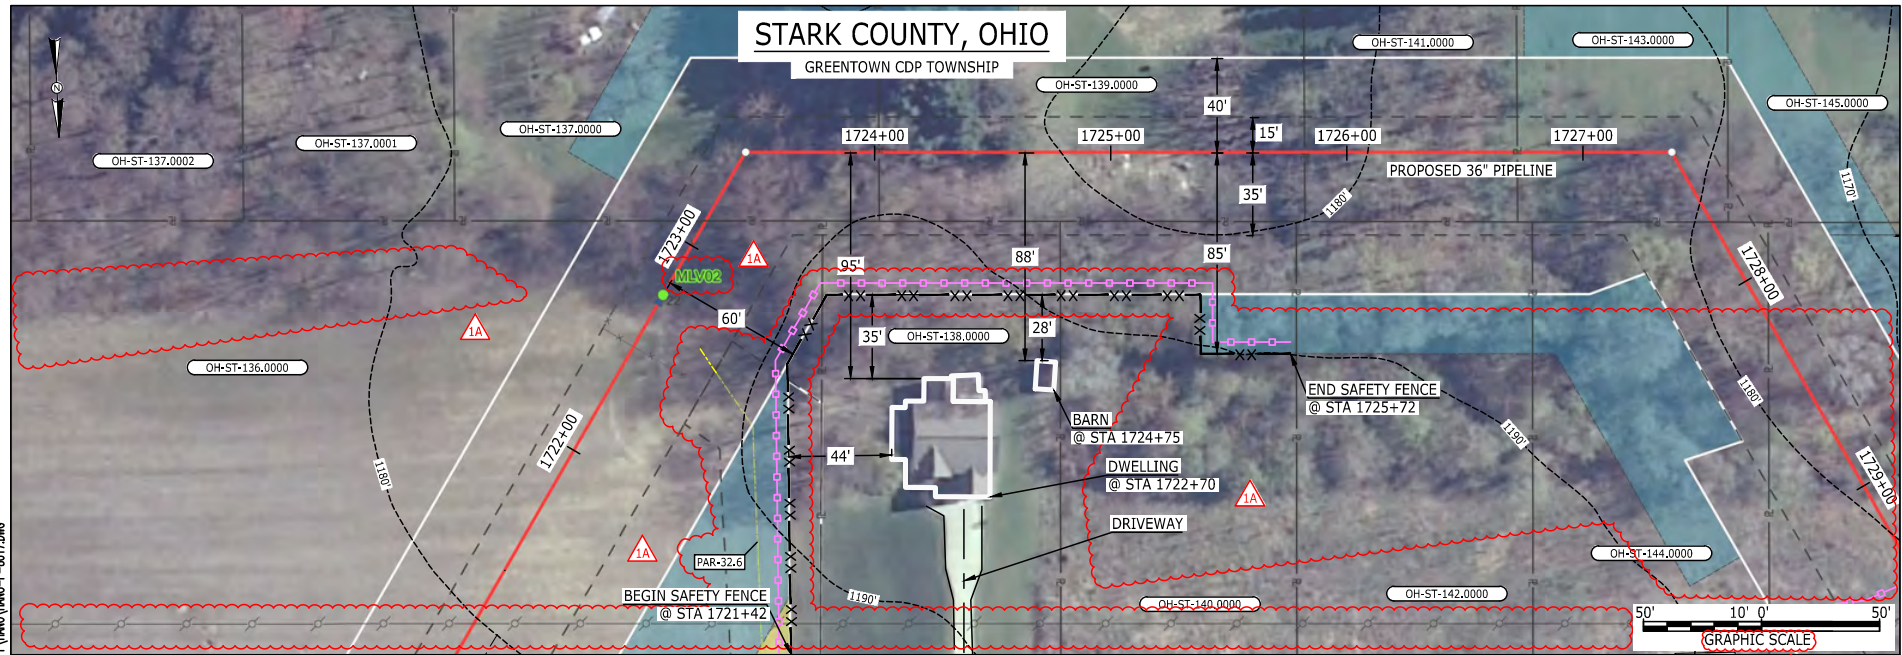 STARK COUNTY, OHIO
GREENTOWN CDP TOWNSHIP
N
OH-ST-137.0002
OH-ST-137.0001
OH-ST-137.0000
OH-ST-139.0000
OH-ST-141.0000
OH-ST-143.0000
OH-ST-145.0000
40'
15'
1724+00
1725+00
1726+00
1727+00
PROPOSED 36" PIPELINE
35'
1180'
1170'
1723+00
1A
MLV02
95'
88'
85'
1728+00
60'
1A
35'
OH-ST-138.0000
28'
OH-ST-136.0000
END SAFETY FENCE
@ STA 1725+72
1180'
BARN
@ STA 1724+75
1190'
1722+00
44'
DWELLING
@ STA 1722+70
1180'
1A
1729+00
DRIVEWAY
1A
PAR-32.6
OH-ST-144.0000
BEGIN SAFETY FENCE
@ STA 1721+42
1190'
OH-ST-140.0000
OH-ST-142.0000
50' 10' 0' 50'
GRAPHIC SCALE